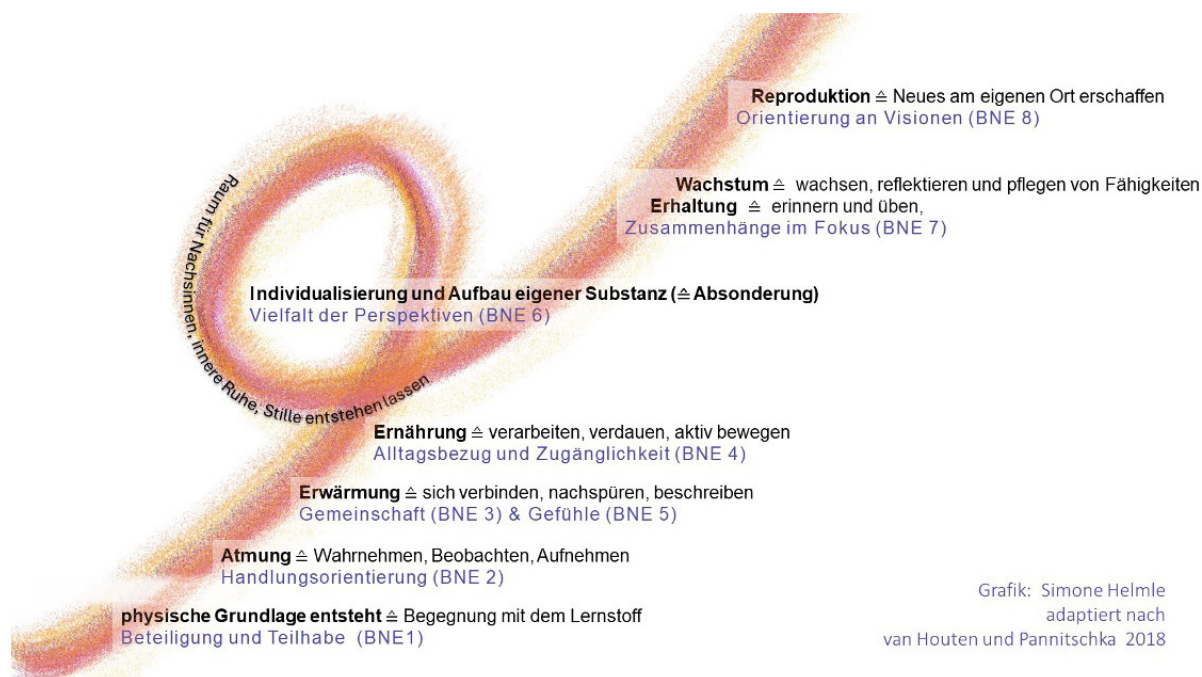 Reproduktion ≙ Neues am eigenen Ort erschaffen
Orientierung an Visionen (BNE 8)
Wachstum ≙ wachsen, reflektieren und pflegen von Fähigkeiten
Erhaltung ≙ erinnern und üben,
Zusammenhänge im Fokus (BNE 7)
Raum für Nachsinnen, innere Ruhe, Stille entstehen lassen
Individualisierung und Aufbau eigener Substanz (≙ Absonderung)
Vielfalt der Perspektiven (BNE 6)
Ernährung ≙ verarbeiten, verdauen, aktiv bewegen
Alltagsbezug und Zugänglichkeit (BNE 4)
Erwärmung ≙ sich verbinden, nachspüren, beschreiben
Gemeinschaft (BNE 3) & Gefühle (BNE 5)
Atmung ≙ Wahrnehmen, Beobachten, Aufnehmen
Handlungsorientierung (BNE 2)
physische Grundlage entsteht ≙ Begegnung mit dem Lernstoff
Beteiligung und Teilhabe (BNE1)
Grafik: Simone Helmle
adaptiert nach
van Houten und Pannitschka 2018